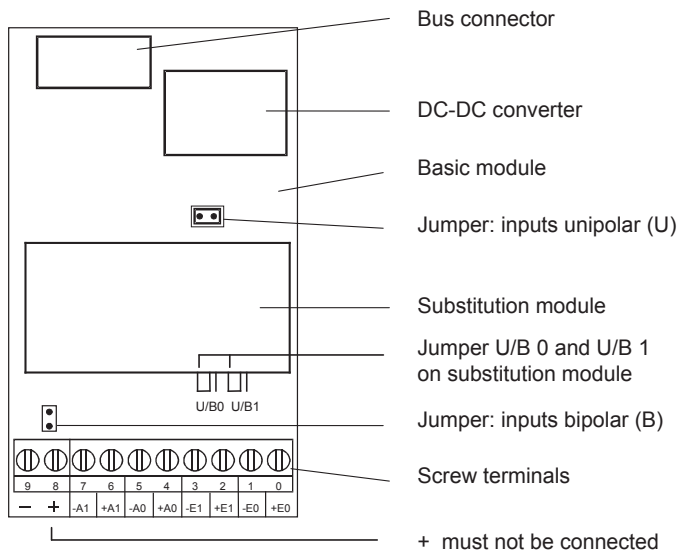 Bus connector
DC-DC converter
Basic module
Jumper: inputs unipolar (U)
Substitution module
Jumper U/B 0 and U/B 1
on substitution module
U/B0 U/B1
Jumper: inputs bipolar (B)
Screw terminals
9 8 7 6 5 4 3 2 1 0
– + -A1 +A1 -A0 +A0 -E1 +E1 -E0 +E0
+ must not be connected